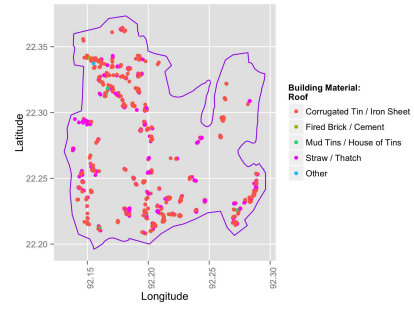 Building Material:
Roof
Corrugated Tin / Iron Sheet
Fired Brick / Cement
Mud Tins / House of Tins
Straw / Thatch
Other
Latitude
22.35
22.30
22.25
22.20
92.15
92.20
92.25
92.30
Longitude